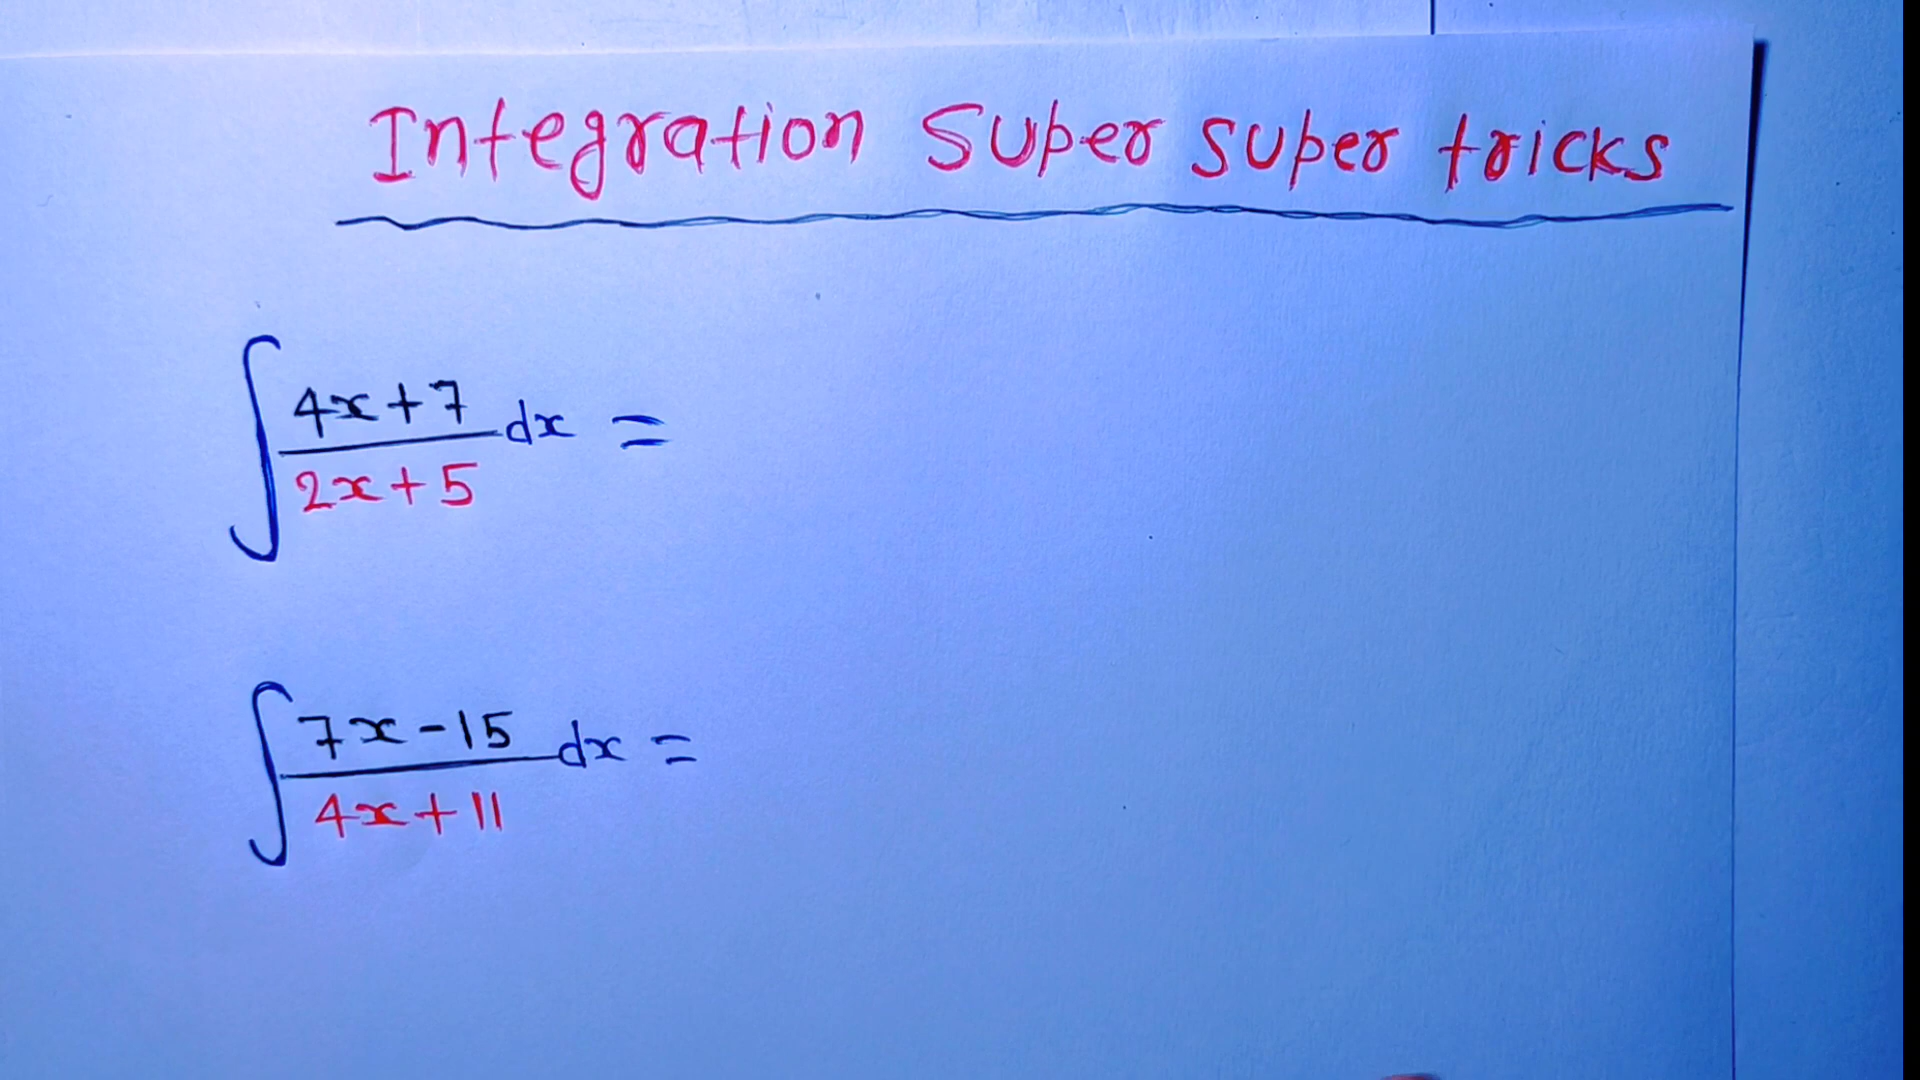 Integration Super super tricks
∫ (4x+7)/(2x+5) dx =
∫ (7x-15)/(4x+11) dx =